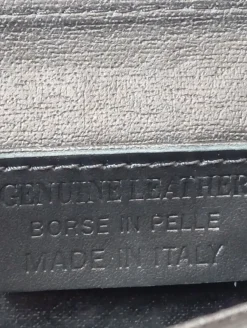 GENUINE LEATHER
BORSE IN PELLE
MADE IN ITALY